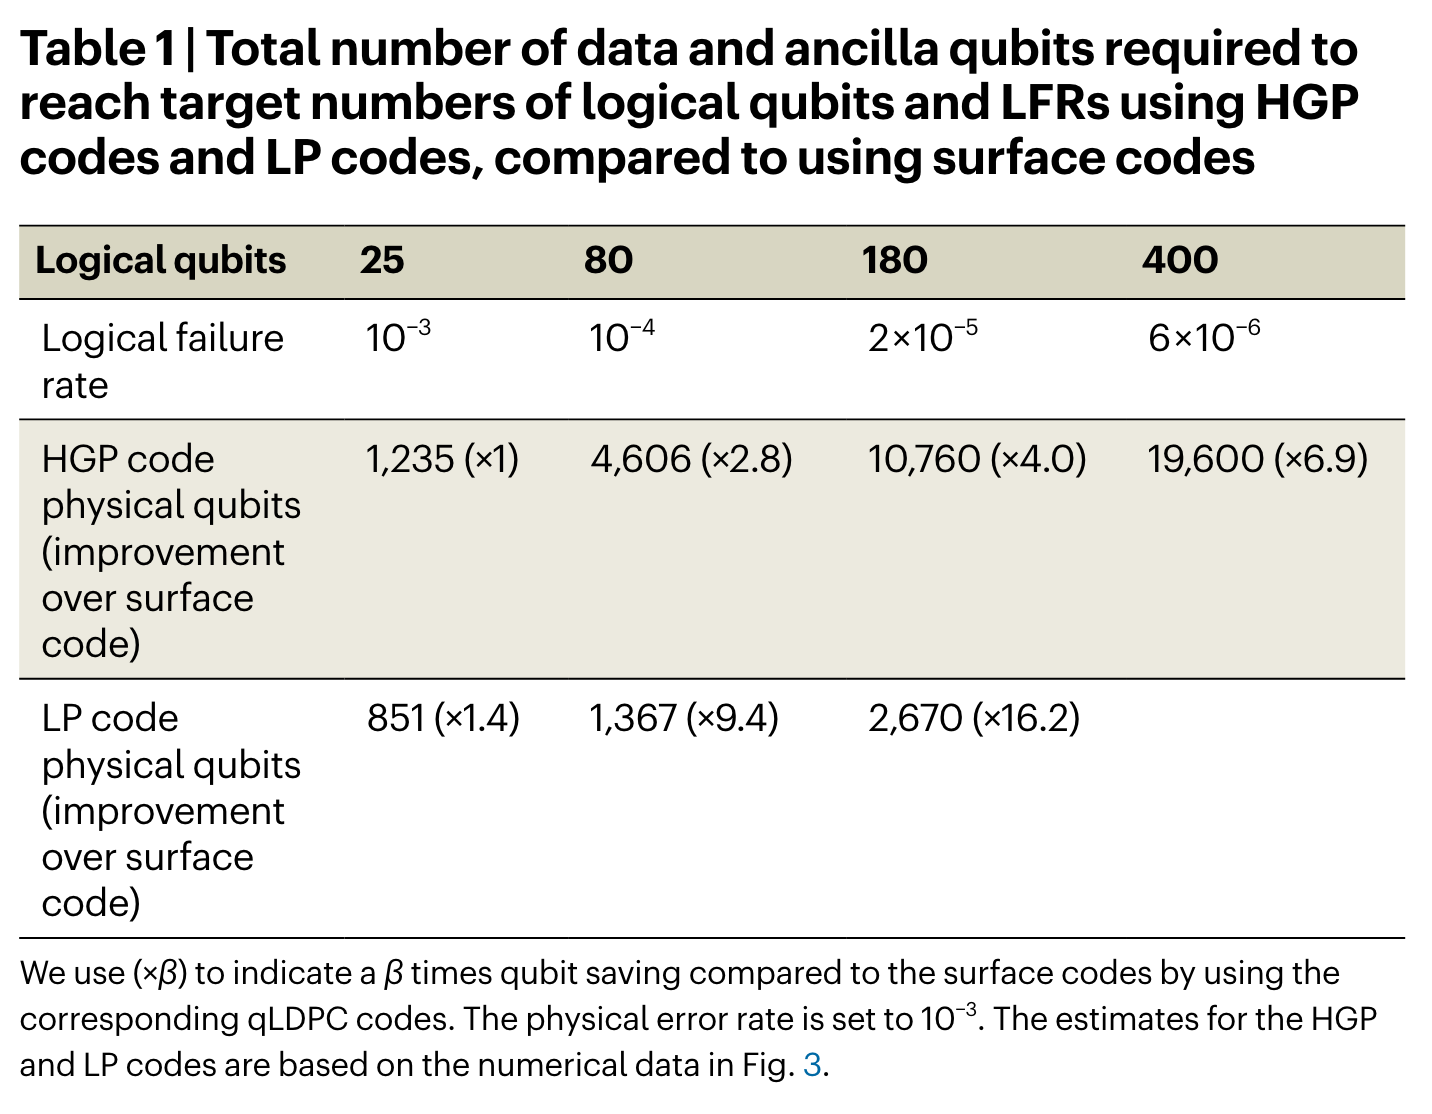 Table 1 | Total number of data and ancilla qubits required to
reach target numbers of logical qubits and LFRs using HGP
codes and LP codes, compared to using surface codes
Logical qubits 25 80 180 400
Logical failure rate 10⁻³ 10⁻⁴ 2×10⁻⁵ 6×10⁻⁶
HGP code physical qubits (improvement over surface code) 1,235 (×1) 4,606 (×2.8) 10,760 (×4.0) 19,600 (×6.9)
LP code physical qubits (improvement over surface code) 851 (×1.4) 1,367 (×9.4) 2,670 (×16.2)
We use (×β) to indicate a β times qubit saving compared to the surface codes by using the
corresponding qLDPC codes. The physical error rate is set to 10⁻³. The estimates for the HGP
and LP codes are based on the numerical data in Fig. 3.